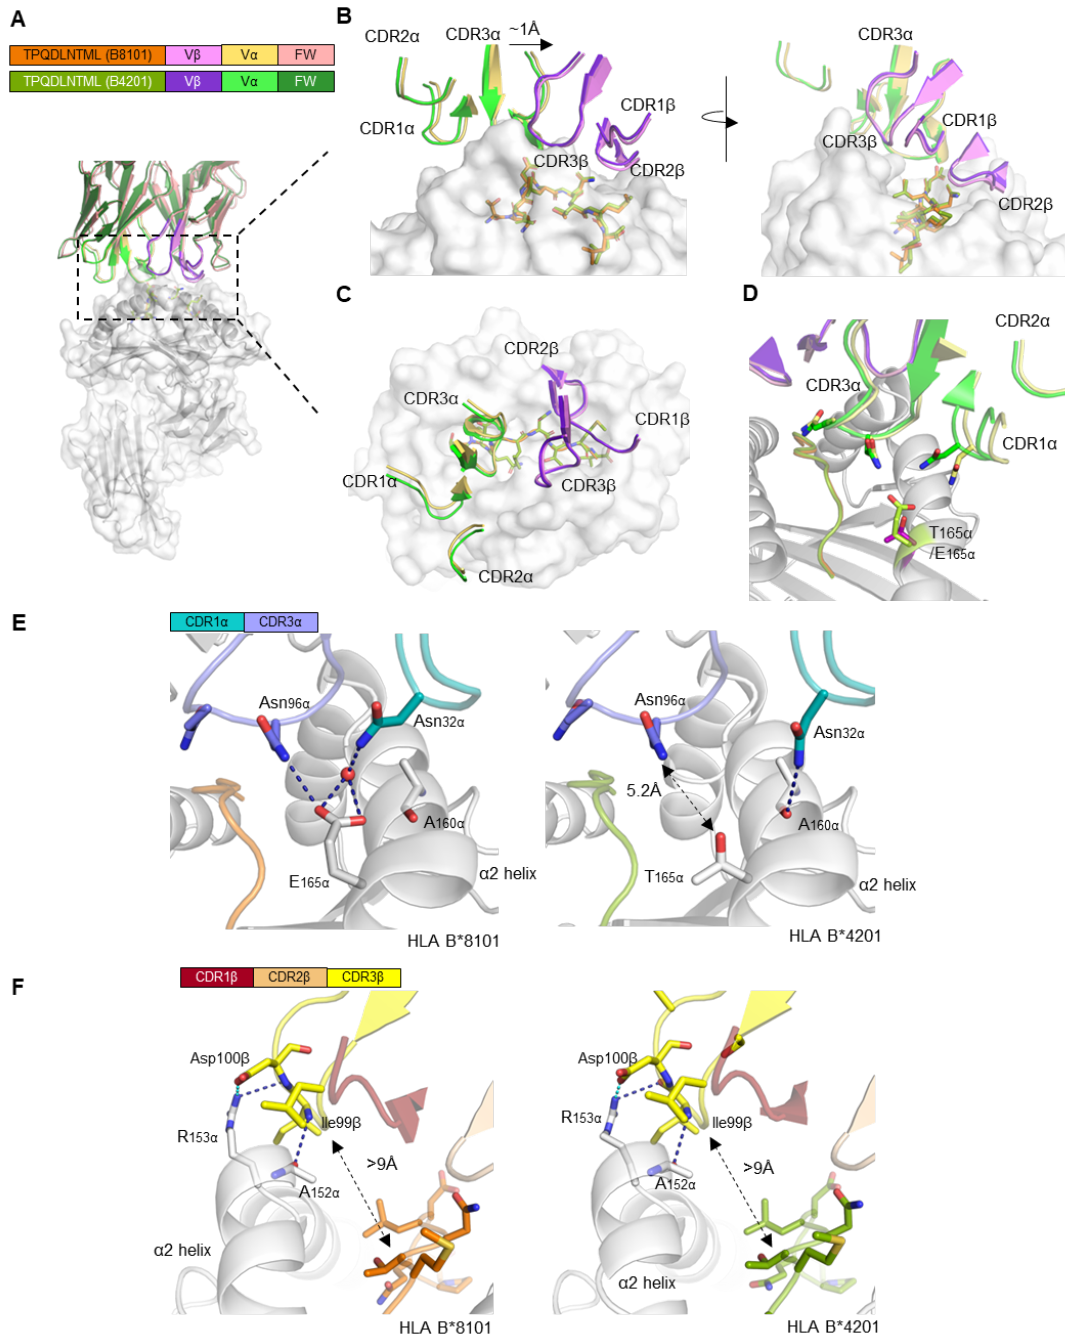 A
TPQDLNTML (B8101) Vβ Vα FW
TPQDLNTML (B4201) Vβ Vα FW
B
CDR2α CDR3α ~1Å
CDR1α
CDR1β
CDR3β
CDR2β
CDR3α
CDR1β
CDR3β
CDR2β
C
CDR2β
CDR3α
CDR1β
CDR1α
CDR3β
CDR2α
D
CDR2α
CDR3α
CDR1α
T165α
/E165α
E
CDR1α CDR3α
Asn96α
Asn32α
A160α
E165α
α2 helix
HLA B*8101
Asn96α
Asn32α
5.2Å
A160α
T165α
α2 helix
HLA B*4201
F
CDR1β CDR2β CDR3β
Asp100β
Ile99β
R153α
>9Å
A152α
α2 helix
HLA B*8101
Asp100β
Ile99β
R153α
>9Å
A152α
α2 helix
HLA B*4201